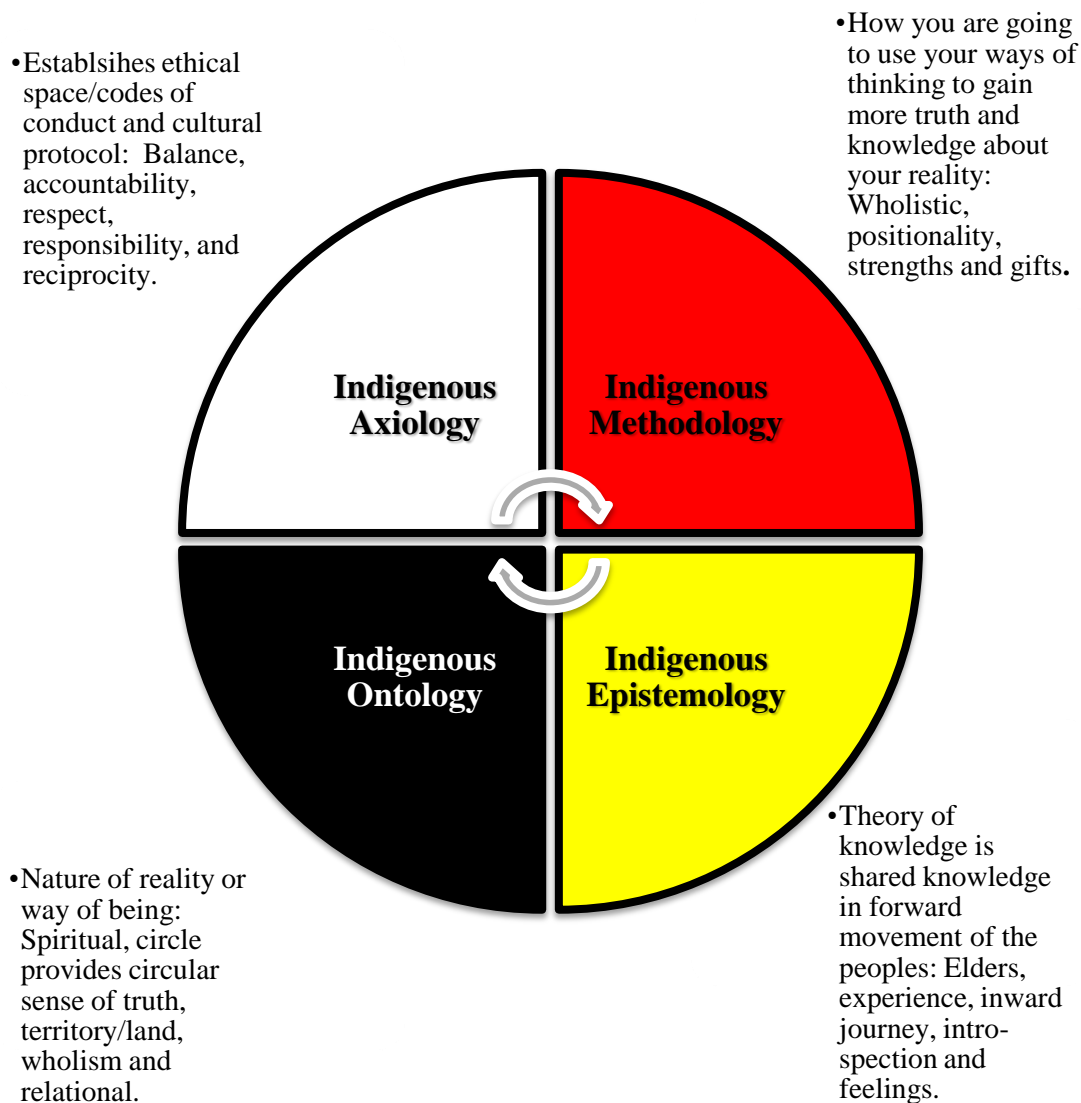 •Establsihes ethical
space/codes of
conduct and cultural
protocol:  Balance,
accountability,
respect,
responsibility, and
reciprocity.
•How you are going
to use your ways of
thinking to gain
more truth and
knowledge about
your reality:
Wholistic,
positionality,
strengths and gifts.
Indigenous
Axiology
Indigenous
Methodology
Indigenous
Ontology
Indigenous
Epistemology
•Nature of reality or
way of being:
Spiritual, circle
provides circular
sense of truth,
territory/land,
wholism and
relational.
•Theory of
knowledge is
shared knowledge
in forward
movement of the
peoples: Elders,
experience, inward
journey, intro-
spection and
feelings.